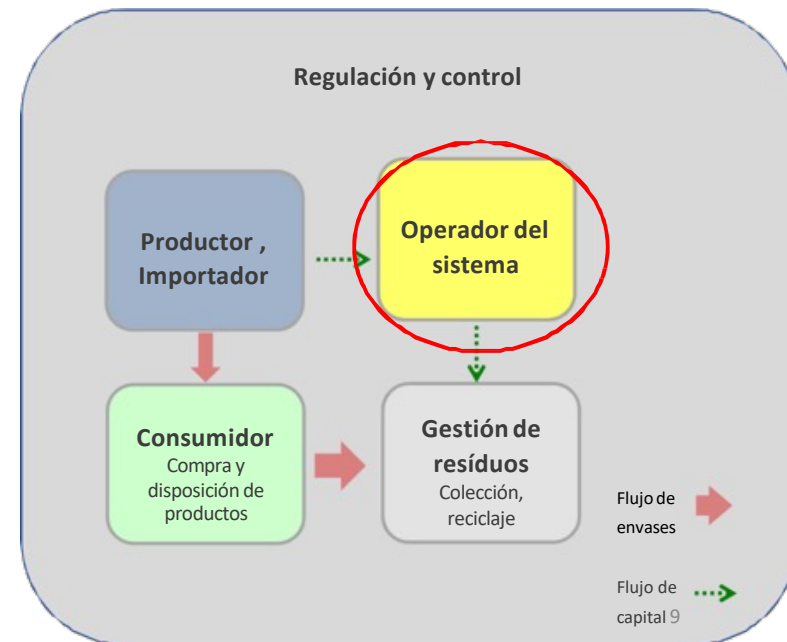 Regulación y control
Productor ,
Importador
Operador del
sistema
Consumidor
Compra y
disposición de
productos
Gestión de
resíduos
Colección,
reciclaje
Flujo de
envases
Flujo de
capital 9